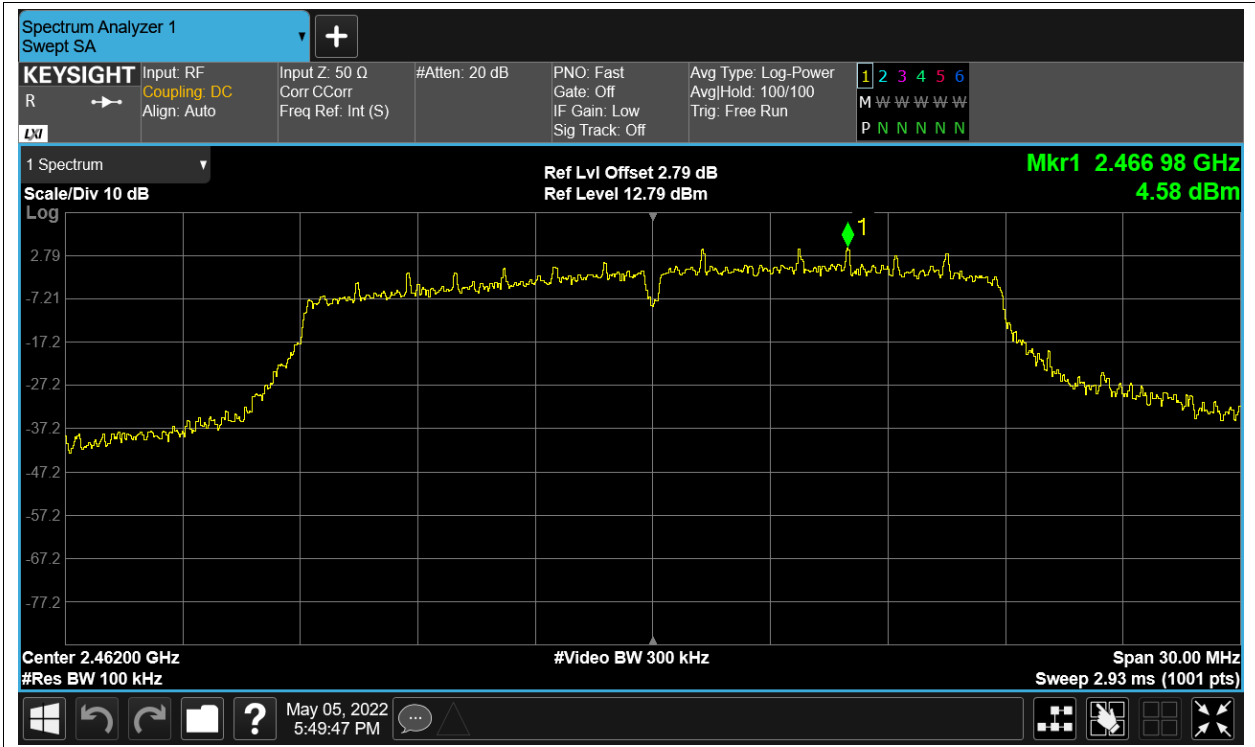 Spectrum Analyzer 1
Swept SA
KEYSIGHT
R
LXI
Input: RF
Coupling: DC
Align: Auto
Input Z: 50 Ω
Corr CCorr
Freq Ref: Int (S)
#Atten: 20 dB
PNO: Fast
Gate: Off
IF Gain: Low
Sig Track: Off
Avg Type: Log-Power
Avg|Hold: 100/100
Trig: Free Run
1 2 3 4 5 6
M W W W W W
P N N N N N
1 Spectrum
Scale/Div 10 dB
Log
Ref Lvl Offset 2.79 dB
Ref Level 12.79 dBm
Mkr1 2.466 98 GHz
4.58 dBm
1
2.79
-7.21
-17.2
-27.2
-37.2
-47.2
-57.2
-67.2
-77.2
Center 2.46200 GHz
#Res BW 100 kHz
#Video BW 300 kHz
Span 30.00 MHz
Sweep 2.93 ms (1001 pts)
?
May 05, 2022
5:49:47 PM